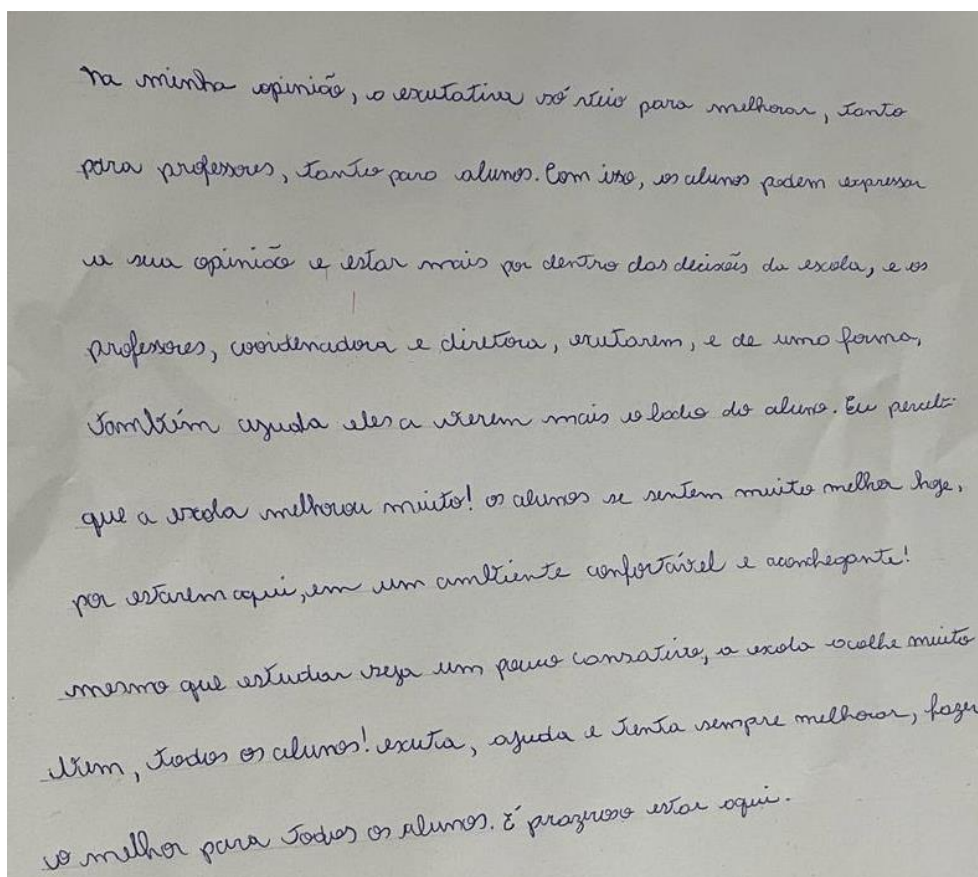 na minha opinião, o escutativa só veio para melhorar, tanto
para professores, tanto para alunos. Com isso, os alunos podem expressar
a sua opinião e estar mais por dentro das decisões da escola, e os
professores, coordenadora e diretora, escutarem, e de uma forma,
também ajuda eles a verem mais o lado do aluno. Eu percebi
que a escola melhorou muito! os alunos se sentem muito melhor hoje,
por estarem aqui, em um ambiente confortável e aconchegante!
mesmo que estudar seja um pouco cansativo, a escola acolhe muito
bem, todos os alunos! escuta, ajuda e tenta sempre melhorar, fazer
o melhor para todos os alunos. É prazeroso estar aqui.